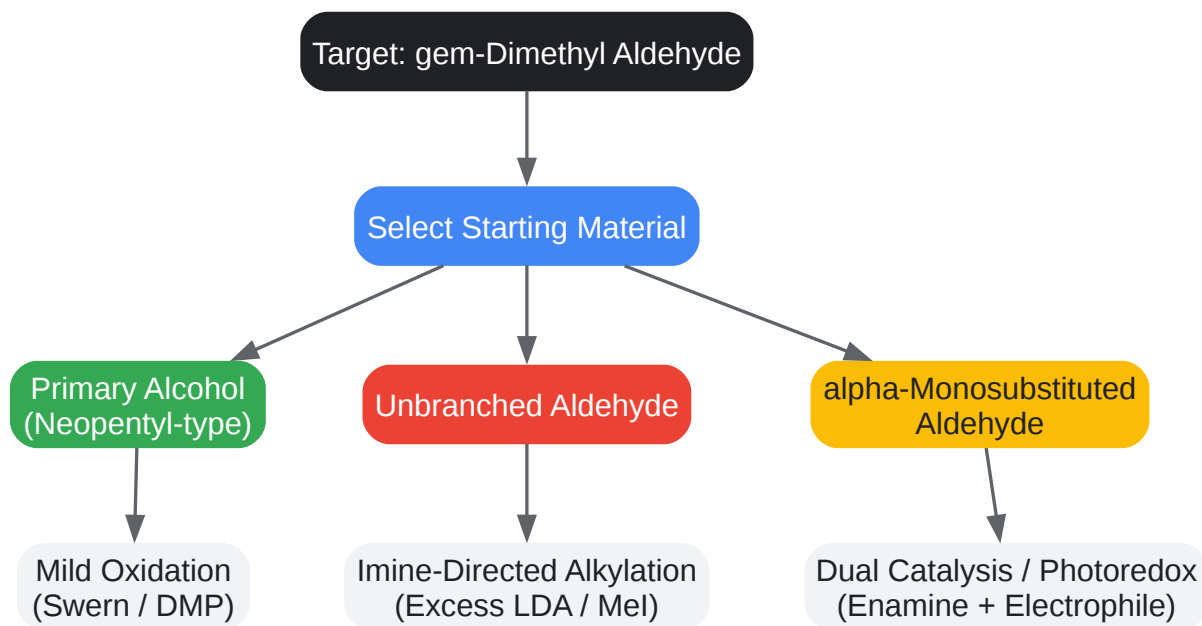 Target: gem-Dimethyl Aldehyde
Select Starting Material
Primary Alcohol
(Neopentyl-type)
Unbranched Aldehyde
alpha-Monosubstituted
Aldehyde
Mild Oxidation
(Swern / DMP)
Imine-Directed Alkylation
(Excess LDA / MeI)
Dual Catalysis / Photoredox
(Enamine + Electrophile)